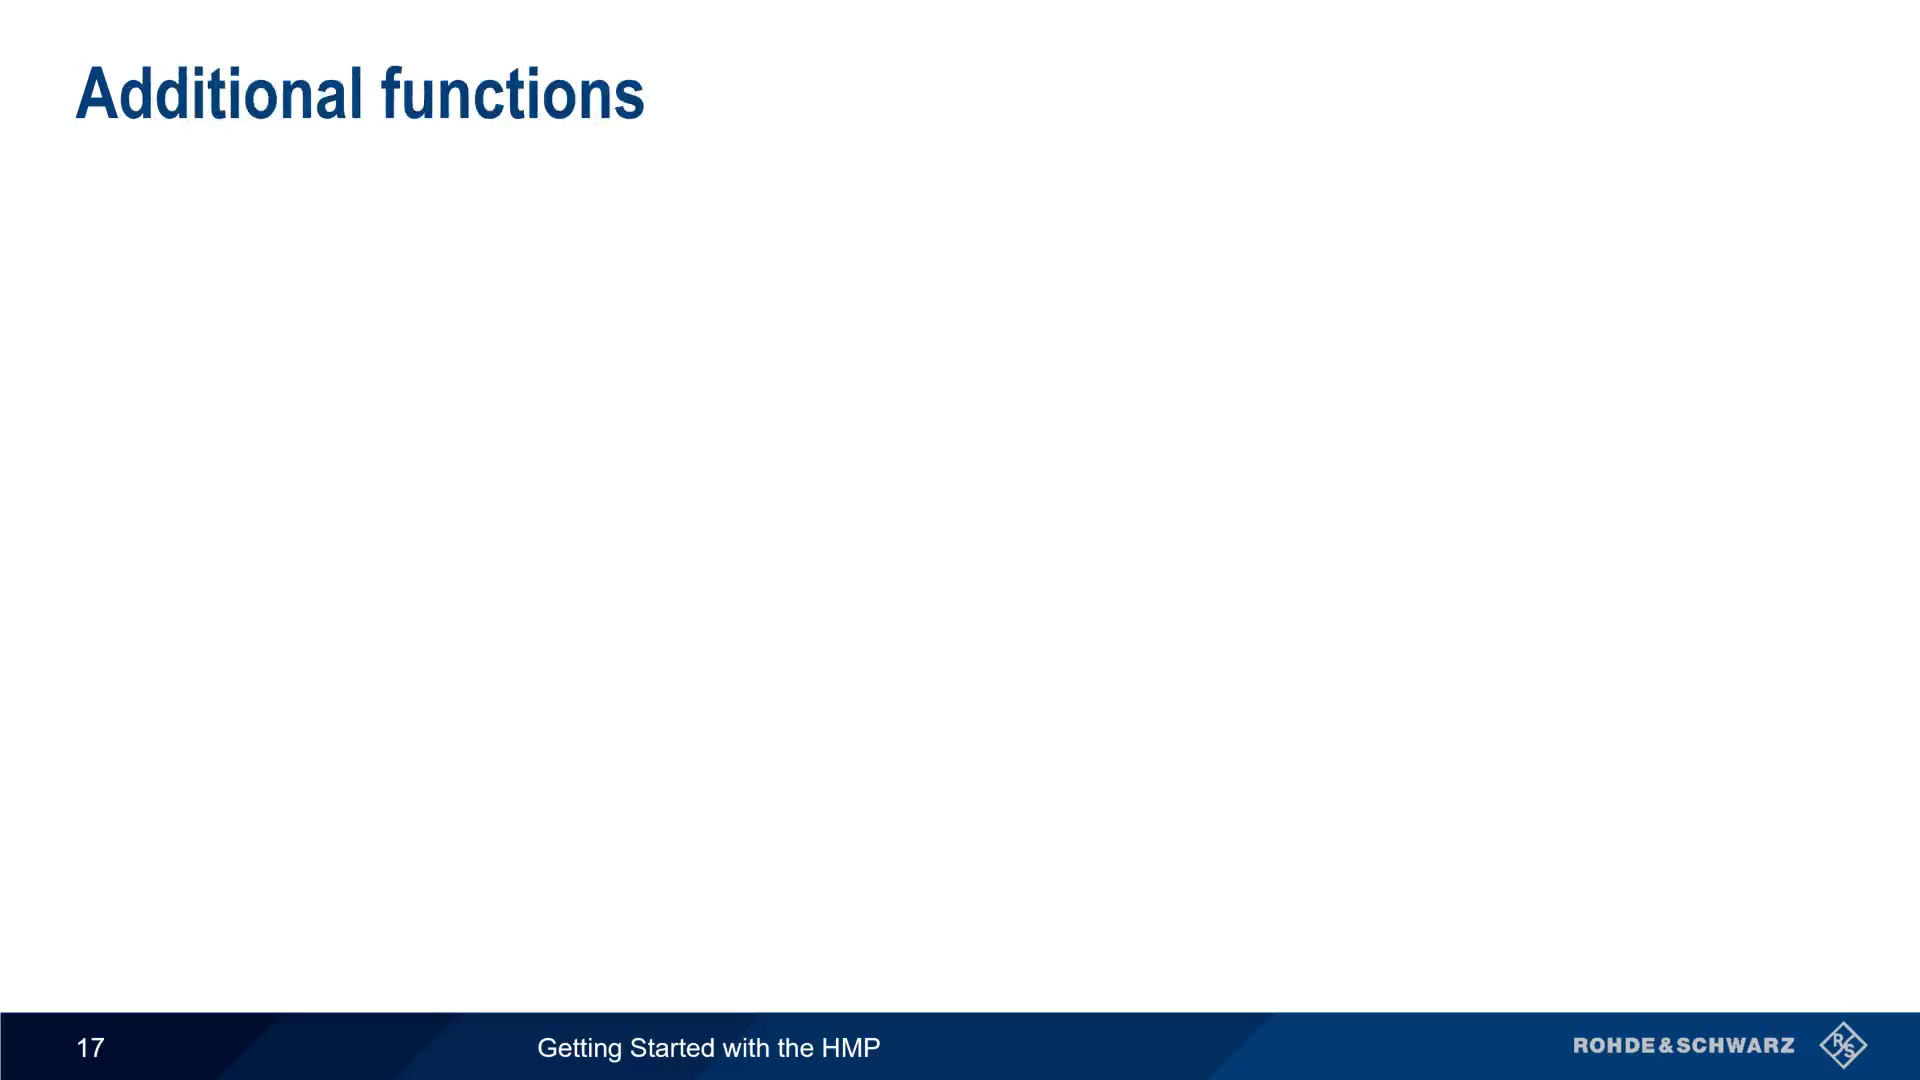 Additional functions
17
Getting Started with the HMP
ROHDE&SCHWARZ
R
S